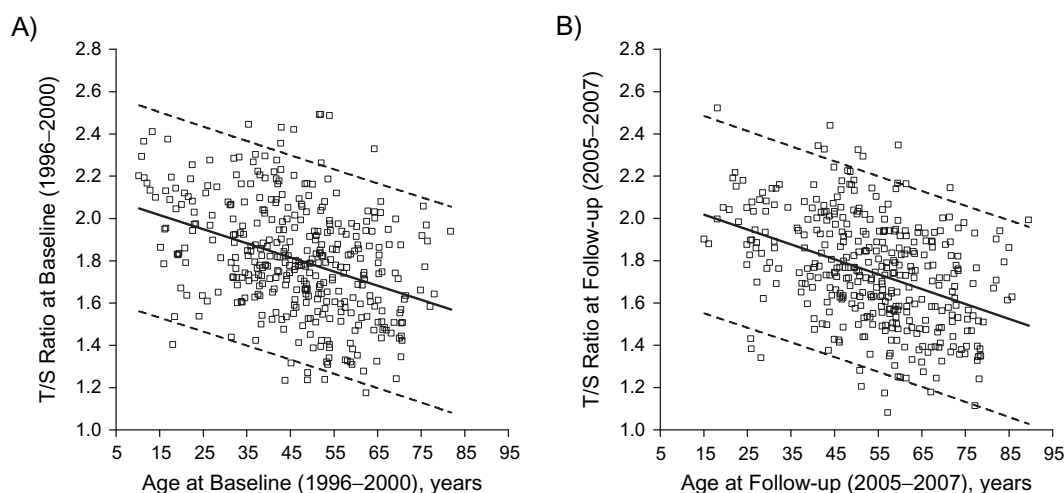 A)
T/S Ratio at Baseline (1996–2000)
2.8
2.6
2.4
2.2
2.0
1.8
1.6
1.4
1.2
1.0
5 15 25 35 45 55 65 75 85 95
Age at Baseline (1996–2000), years
B)
T/S Ratio at Follow-up (2005–2007)
2.8
2.6
2.4
2.2
2.0
1.8
1.6
1.4
1.2
1.0
5 15 25 35 45 55 65 75 85 95
Age at Follow-up (2005–2007), years